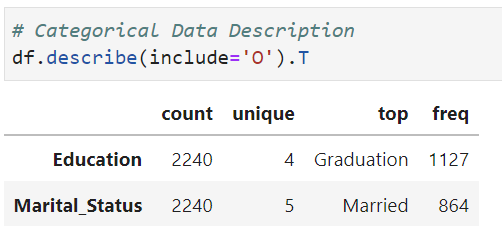 # Categorical Data Description
df.describe(include='O').T
count unique top freq
Education 2240 4 Graduation 1127
Marital_Status 2240 5 Married 864